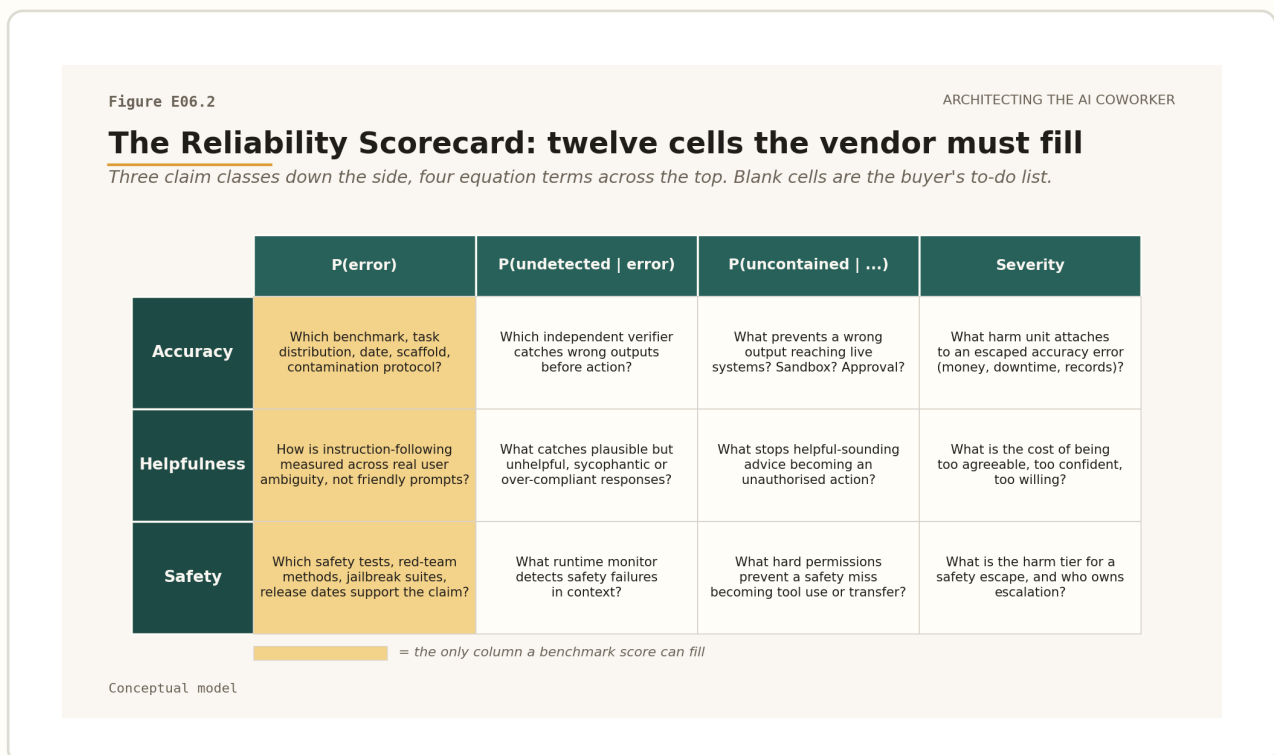 Figure E06.2
ARCHITECTING THE AI COWORKER
The Reliability Scorecard: twelve cells the vendor must fill
Three claim classes down the side, four equation terms across the top. Blank cells are the buyer's to-do list.
P(error)
P(undetected | error)
P(uncontained | ...)
Severity
Accuracy
Which benchmark, task
distribution, date, scaffold,
contamination protocol?
Which independent verifier
catches wrong outputs
before action?
What prevents a wrong
output reaching live
systems? Sandbox? Approval?
What harm unit attaches
to an escaped accuracy error
(money, downtime, records)?
Helpfulness
How is instruction-following
measured across real user
ambiguity, not friendly prompts?
What catches plausible but
unhelpful, sycophantic or
over-compliant responses?
What stops helpful-sounding
advice becoming an
unauthorised action?
What is the cost of being
too agreeable, too confident,
too willing?
Safety
Which safety tests, red-team
methods, jailbreak suites,
release dates support the claim?
What runtime monitor
detects safety failures
in context?
What hard permissions
prevent a safety miss
becoming tool use or transfer?
What is the harm tier for a
safety escape, and who owns
escalation?
= the only column a benchmark score can fill
Conceptual model